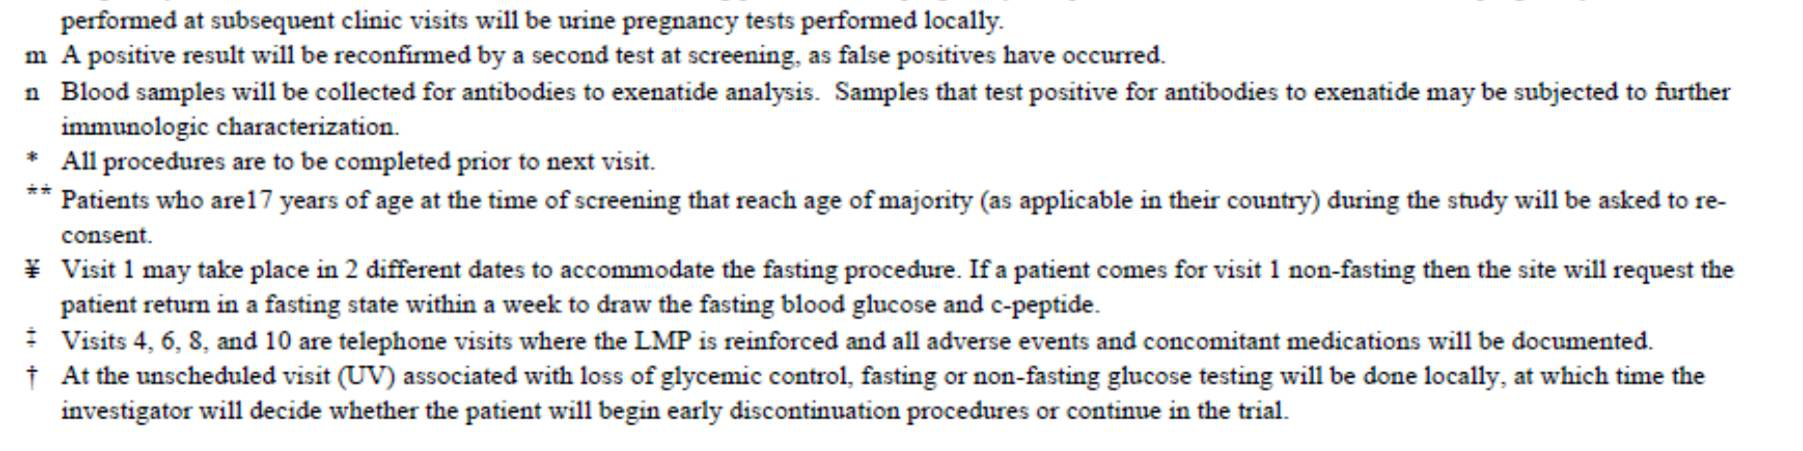 performed at subsequent clinic visits will be urine pregnancy tests performed locally.
m A positive result will be reconfirmed by a second test at screening, as false positives have occurred.
n Blood samples will be collected for antibodies to exenatide analysis.  Samples that test positive for antibodies to exenatide may be subjected to further
immunologic characterization.
* All procedures are to be completed prior to next visit.
** Patients who are17 years of age at the time of screening that reach age of majority (as applicable in their country) during the study will be asked to re-
consent.
¥ Visit 1 may take place in 2 different dates to accommodate the fasting procedure. If a patient comes for visit 1 non-fasting then the site will request the
patient return in a fasting state within a week to draw the fasting blood glucose and c-peptide.
‡ Visits 4, 6, 8, and 10 are telephone visits where the LMP is reinforced and all adverse events and concomitant medications will be documented.
† At the unscheduled visit (UV) associated with loss of glycemic control, fasting or non-fasting glucose testing will be done locally, at which time the
investigator will decide whether the patient will begin early discontinuation procedures or continue in the trial.